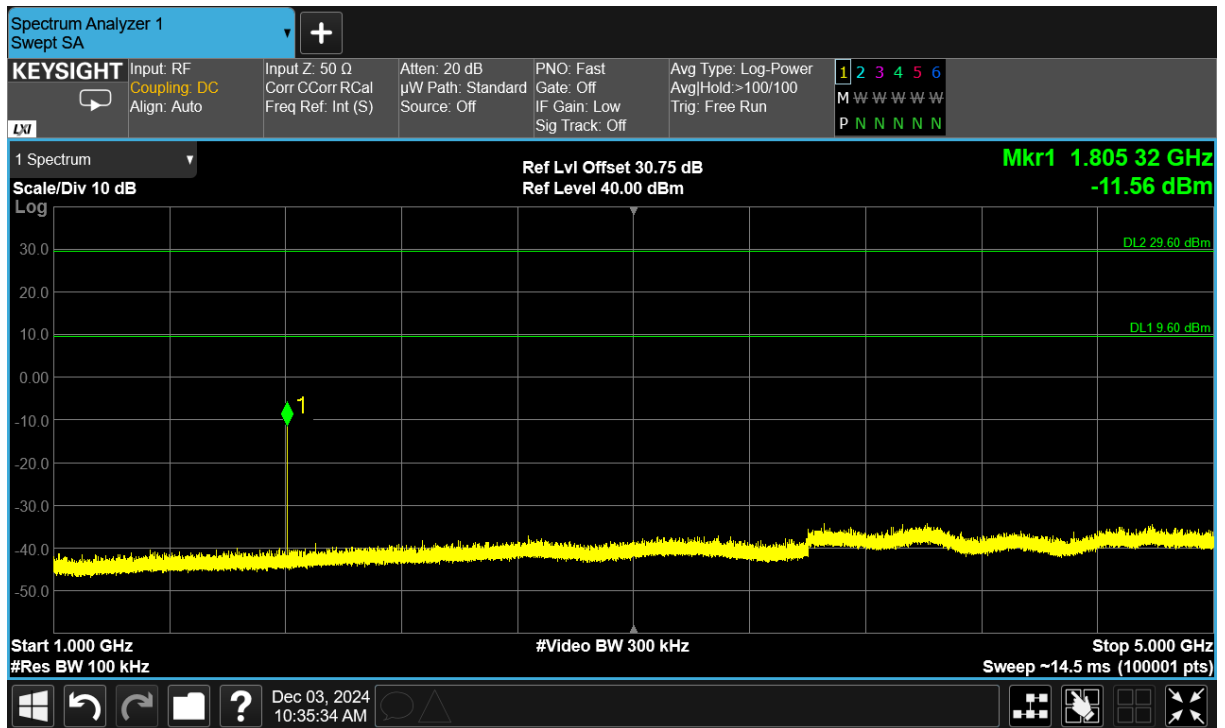 Spectrum Analyzer 1
Swept SA
KEYSIGHT
LXI
Input: RF
Coupling: DC
Align: Auto
Input Z: 50 Ω
Corr CCorr RCal
Freq Ref: Int (S)
Atten: 20 dB
µW Path: Standard
Source: Off
PNO: Fast
Gate: Off
IF Gain: Low
Sig Track: Off
Avg Type: Log-Power
Avg|Hold:>100/100
Trig: Free Run
1 2 3 4 5 6
M W W W W W
P N N N N N
1 Spectrum
Scale/Div 10 dB
Log
Ref Lvl Offset 30.75 dB
Ref Level 40.00 dBm
Mkr1 1.805 32 GHz
-11.56 dBm
30.0
DL2 29.60 dBm
20.0
10.0
DL1 9.60 dBm
0.00
1
-10.0
-20.0
-30.0
-40.0
-50.0
Start 1.000 GHz
#Res BW 100 kHz
#Video BW 300 kHz
Stop 5.000 GHz
Sweep ~14.5 ms (100001 pts)
?
Dec 03, 2024
10:35:34 AM